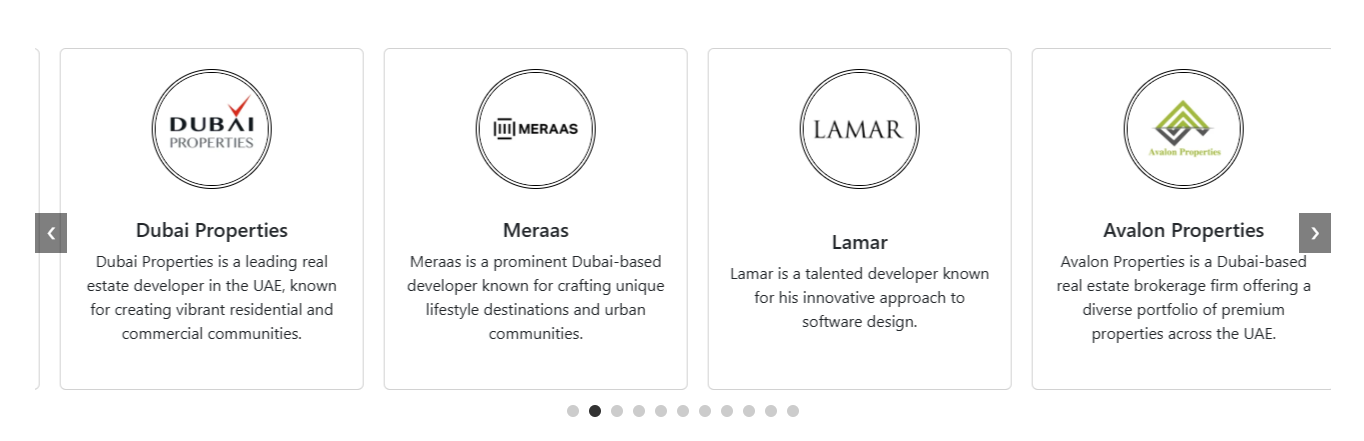 DUBAI
PROPERTIES
Dubai Properties
Dubai Properties is a leading real
estate developer in the UAE, known
for creating vibrant residential and
commercial communities.
MERAAS
Meraas
Meraas is a prominent Dubai-based
developer known for crafting unique
lifestyle destinations and urban
communities.
LAMAR
Lamar
Lamar is a talented developer known
for his innovative approach to
software design.
Avalon Properties
Avalon Properties
Avalon Properties is a Dubai-based
real estate brokerage firm offering a
diverse portfolio of premium
properties across the UAE.